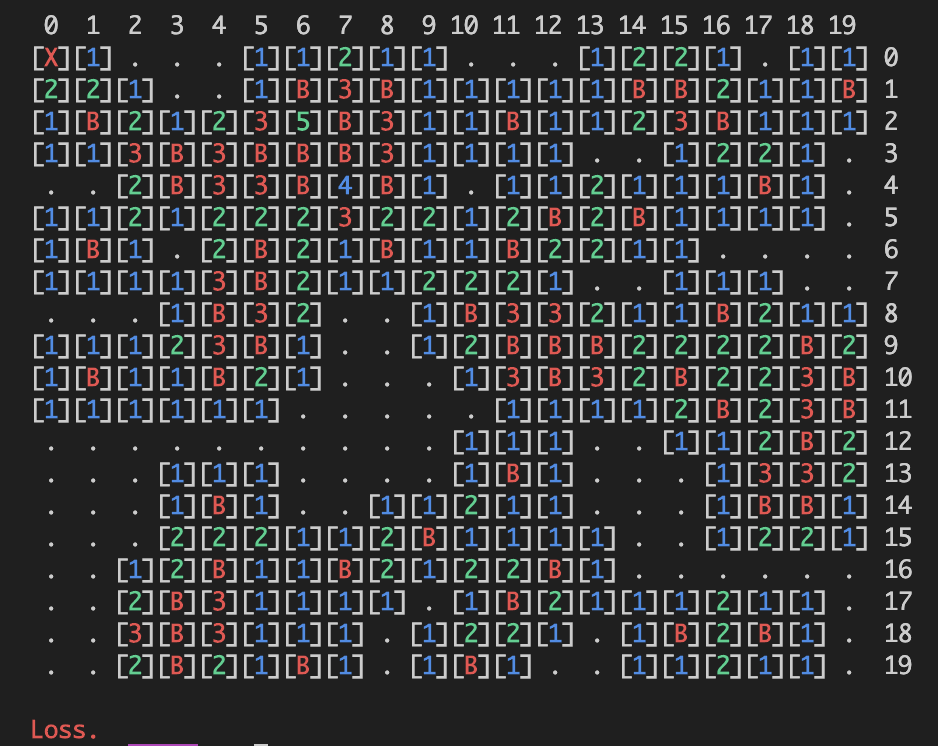 0 1 2 3 4 5 6 7 8 9 10 11 12 13 14 15 16 17 18 19
[X][1] . . . [1][1][2][1][1] . . . [1][2][2][1] . [1][1] 0
[2][2][1] . . [1][B][3][B][1][1][1][1][1][B][B][2][1][1][B] 1
[1][B][2][1][2][3][5][B][3][1][1][B][1][1][2][3][B][1][1][1] 2
[1][1][3][B][3][B][B][B][3][1][1][1][1] . . [1][2][2][1] . 3
. . [2][B][3][3][B][4][B][1] . [1][1][2][1][1][1][B][1] . 4
[1][1][2][1][2][2][2][3][2][2][1][2][B][2][B][1][1][1][1] . 5
[1][B][1] . [2][B][2][1][B][1][1][B][2][2][1][1] . . . . 6
[1][1][1][1][3][B][2][1][1][2][2][2][1] . . [1][1][1] . . 7
. . . [1][B][3][2] . . [1][B][3][3][2][1][1][B][2][1][1] 8
[1][1][1][2][3][B][1] . . [1][2][B][B][B][2][2][2][2][B][2] 9
[1][B][1][1][B][2][1] . . . [1][3][B][3][2][B][2][2][3][B] 10
[1][1][1][1][1][1] . . . . . [1][1][1][1][2][B][2][3][B] 11
. . . . . . . . . . [1][1][1] . . [1][1][2][B][2] 12
. . . [1][1][1] . . . . [1][B][1] . . . [1][3][3][2] 13
. . . [1][B][1] . . [1][1][2][1][1] . . . [1][B][B][1] 14
. . . [2][2][2][1][1][2][B][1][1][1][1] . . [1][2][2][1] 15
. . [1][2][B][1][1][B][2][1][2][2][B][1] . . . . . . 16
. . [2][B][3][1][1][1][1] . [1][B][2][1][1][1][2][1][1] . 17
. . [3][B][3][1][1][1] . [1][2][2][1] . [1][B][2][B][1] . 18
. . [2][B][2][1][B][1] . [1][B][1] . . [1][1][2][1][1] . 19
Loss.